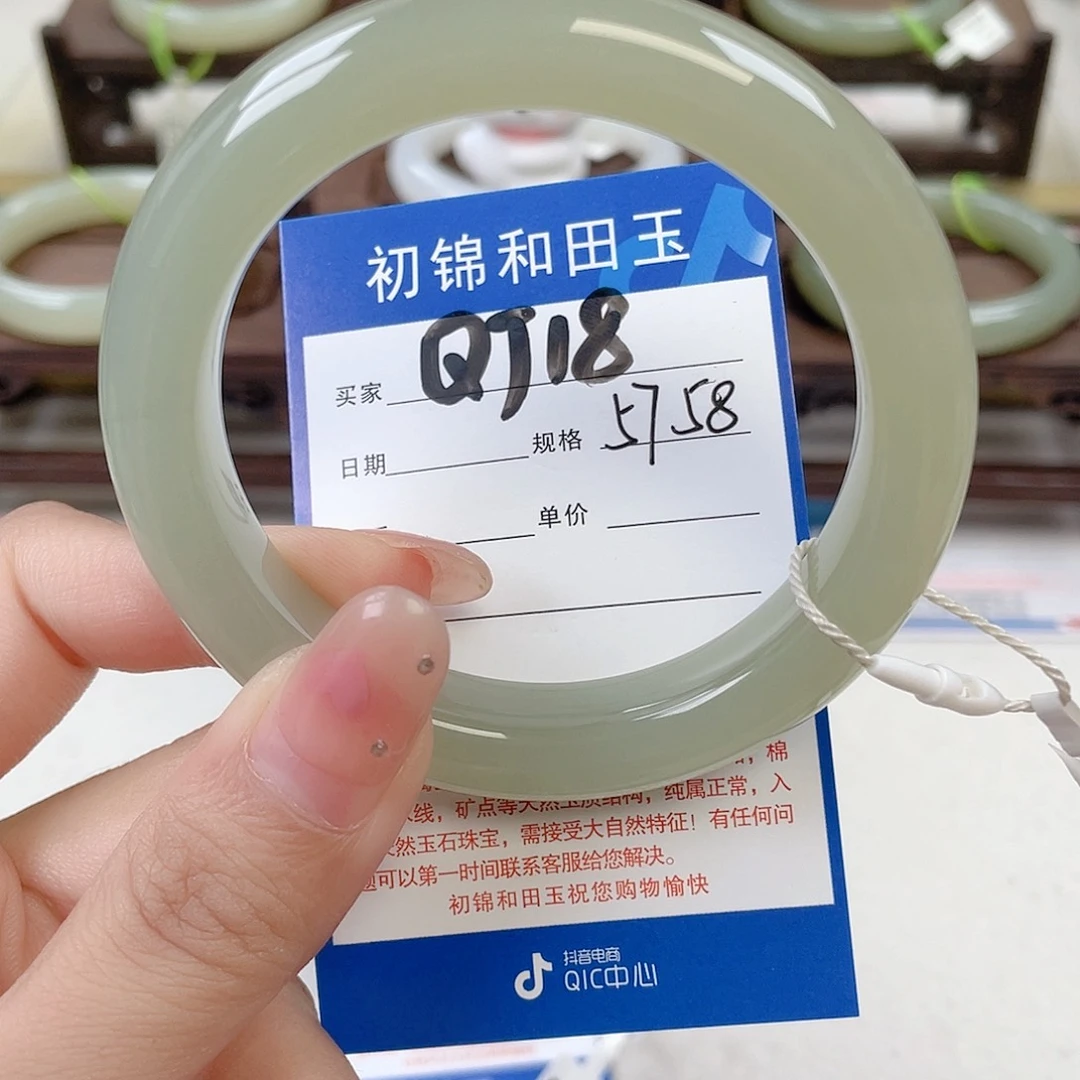 初锦和田玉
买家 QJ18
日期 规格 5758
单价
棉
线，矿点等天然玉质结构，纯属正常，入
然玉石珠宝，需接受大自然特征！有任何问
题可以第一时间联系客服给您解决。
初锦和田玉祝您购物愉快
抖音电商
QIC中心